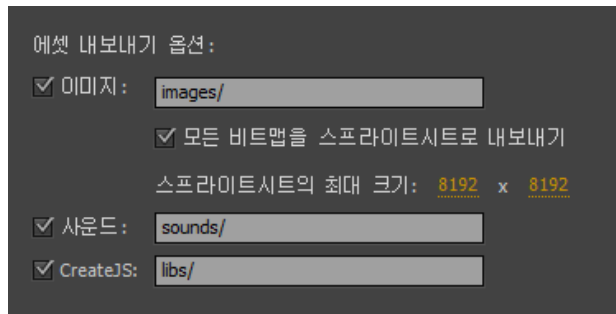 에셋 내보내기 옵션:
이미지: images/
모든 비트맵을 스프라이트시트로 내보내기
스프라이트시트의 최대 크기: 8192 x 8192
사운드: sounds/
CreateJS: libs/